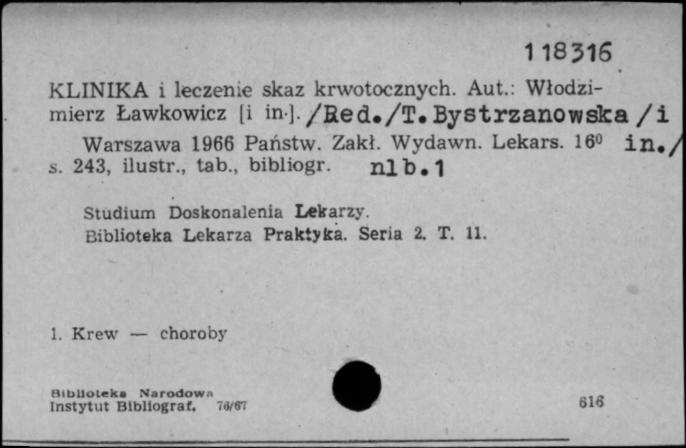 118316
KLINIKA i leczenie skaz krwotocznych. Aut.: Włodzi-
mierz Ławkowicz [i in.]. /Red./T.Bystrzanowska/i
Warszawa 1966 Państw. Zakł. Wydawn. Lekars. 16⁰ in./
s. 243, ilustr., tab., bibliogr. nlb.1
Studium Doskonalenia Lekarzy.
Biblioteka Lekarza Praktyka. Seria 2. T. 11.
1. Krew — choroby
Biblioteka Narodowa
Instytut Bibliograf. 76/67 616